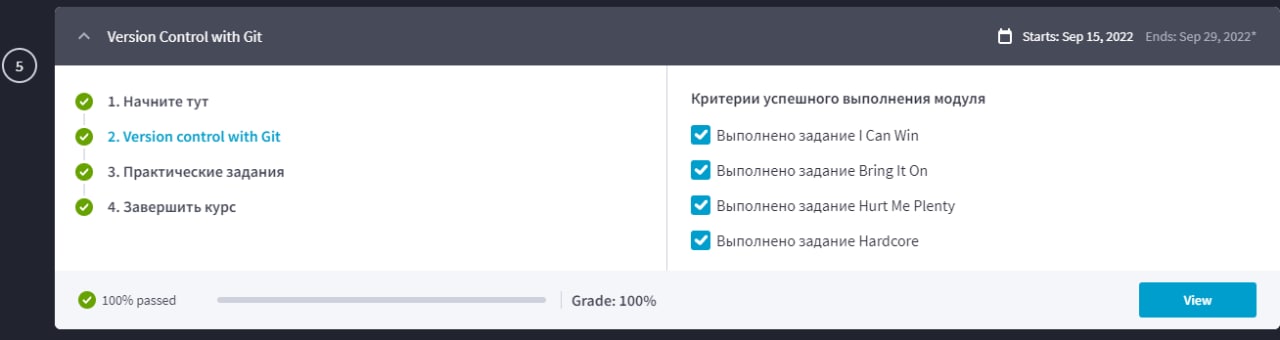 Version Control with Git
Starts: Sep 15, 2022 Ends: Sep 29, 2022*
5
1. Начните тут
2. Version control with Git
3. Практические задания
4. Завершить курс
Критерии успешного выполнения модуля
Выполнено задание I Can Win
Выполнено задание Bring It On
Выполнено задание Hurt Me Plenty
Выполнено задание Hardcore
100% passed
Grade: 100%
View